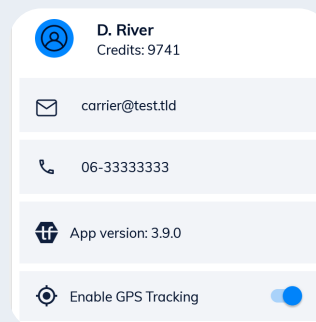 D. River
Credits: 9741
carrier@test.tld
06-33333333
App version: 3.9.0
Enable GPS Tracking